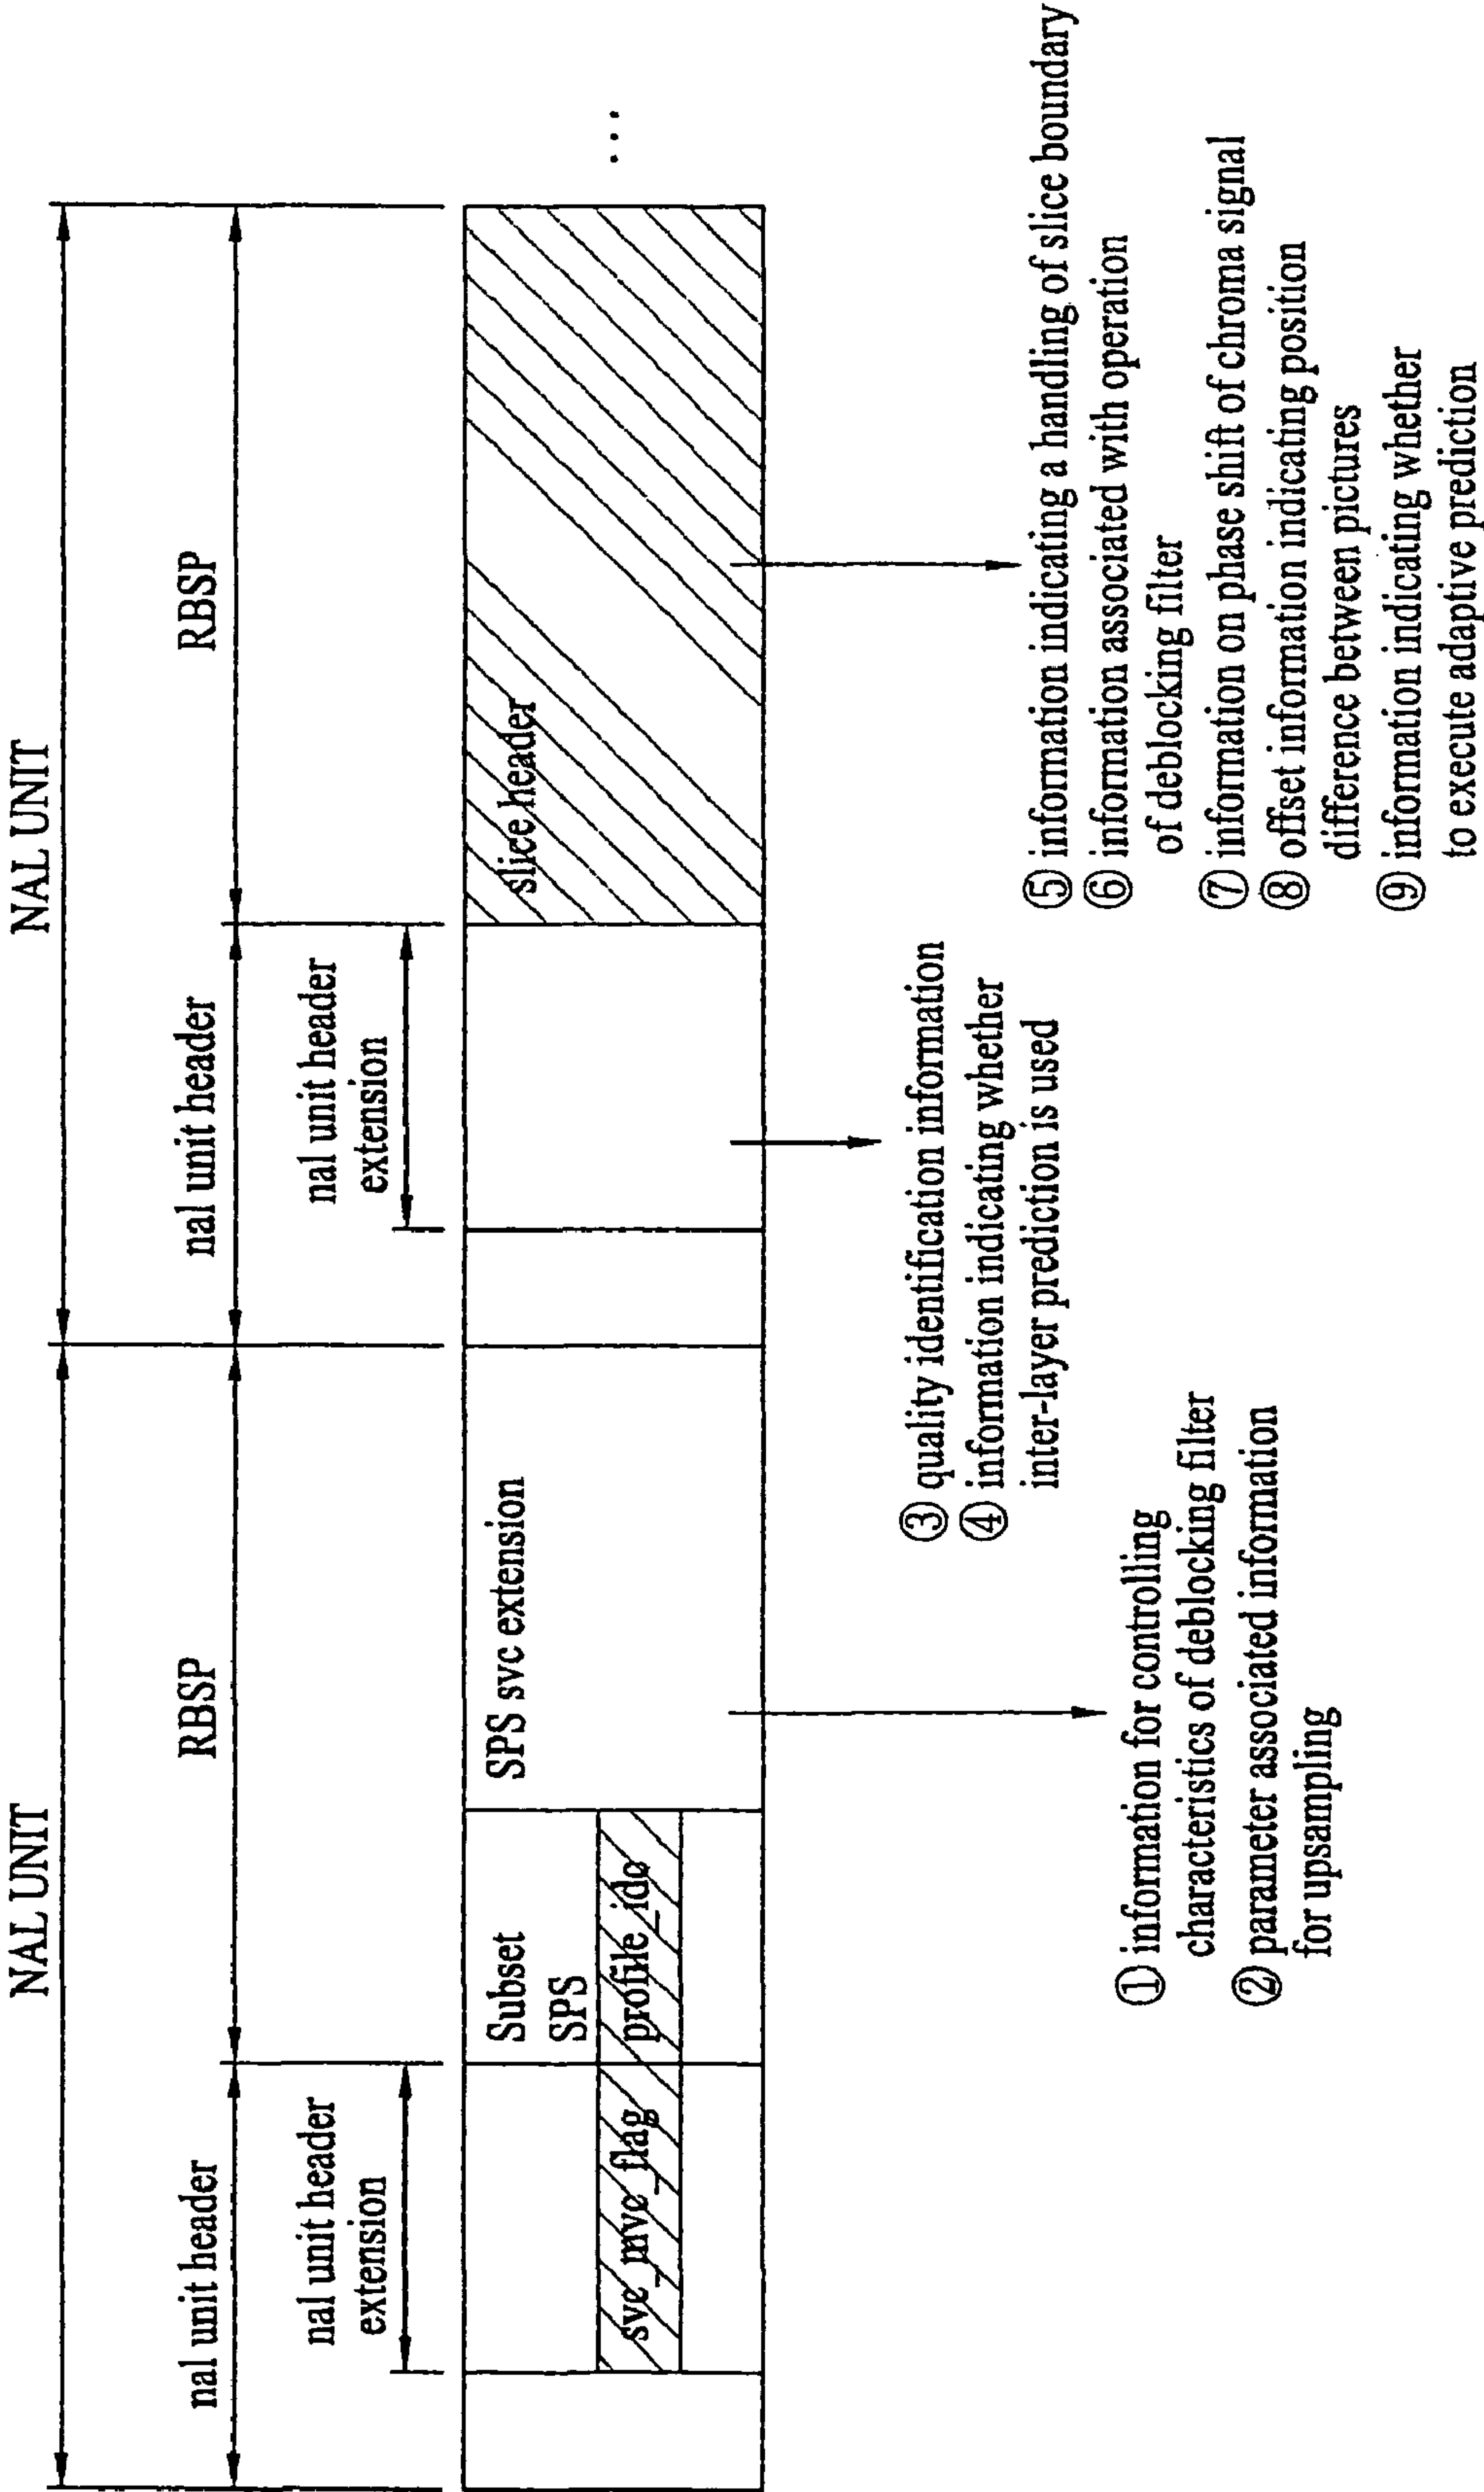 NAL UNIT
NAL UNIT
nal unit header
RBSP
nal unit header
RBSP
nal unit header
extension
nal unit header
extension
Subset
SPS
SPS svc extension
slice header
svc_mvc_flag
profile_idc
...
① information for controlling
characteristics of deblocking filter
② parameter associated information
for upsampling
③ quality identification information
④ information indicating whether
inter-layer prediction is used
⑤ information indicating a handling of slice boundary
⑥ information associated with operation
of deblocking filter
⑦ information on phase shift of chroma signal
⑧ offset information indicating position
difference between pictures
⑨ information indicating whether
to execute adaptive prediction